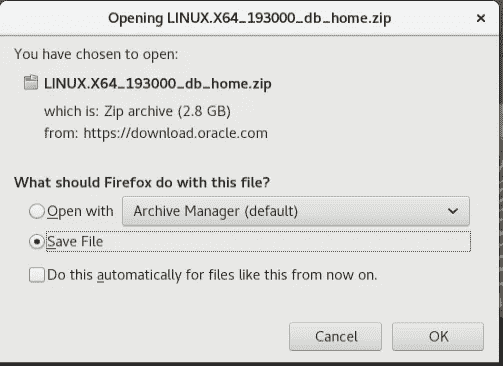 Opening LINUX.X64_193000_db_home.zip ×
You have chosen to open:
LINUX.X64_193000_db_home.zip
which is: Zip archive (2.8 GB)
from: https://download.oracle.com
What should Firefox do with this file?
Open with Archive Manager (default)
Save File
Do this automatically for files like this from now on.
Cancel OK